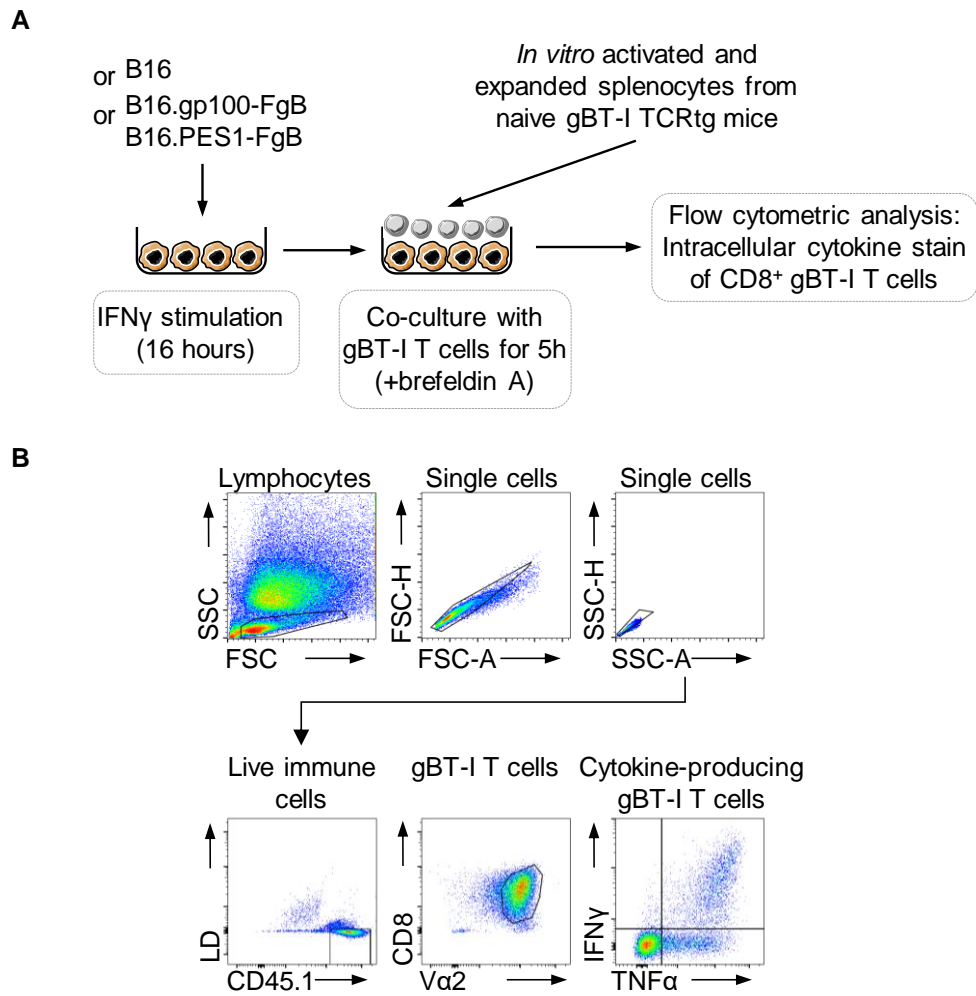 A
or B16
or B16.gp100-FgB
B16.PES1-FgB
In vitro activated and
expanded splenocytes from
naive gBT-I TCRtg mice
IFNγ stimulation
(16 hours)
Co-culture with
gBT-I T cells for 5h
(+brefeldin A)
Flow cytometric analysis:
Intracellular cytokine stain
of CD8⁺ gBT-I T cells
B
Lymphocytes
SSC
FSC
Single cells
FSC-H
FSC-A
Single cells
SSC-H
SSC-A
Live immune
cells
LD
CD45.1
gBT-I T cells
CD8
Vα2
Cytokine-producing
gBT-I T cells
IFNγ
TNFα